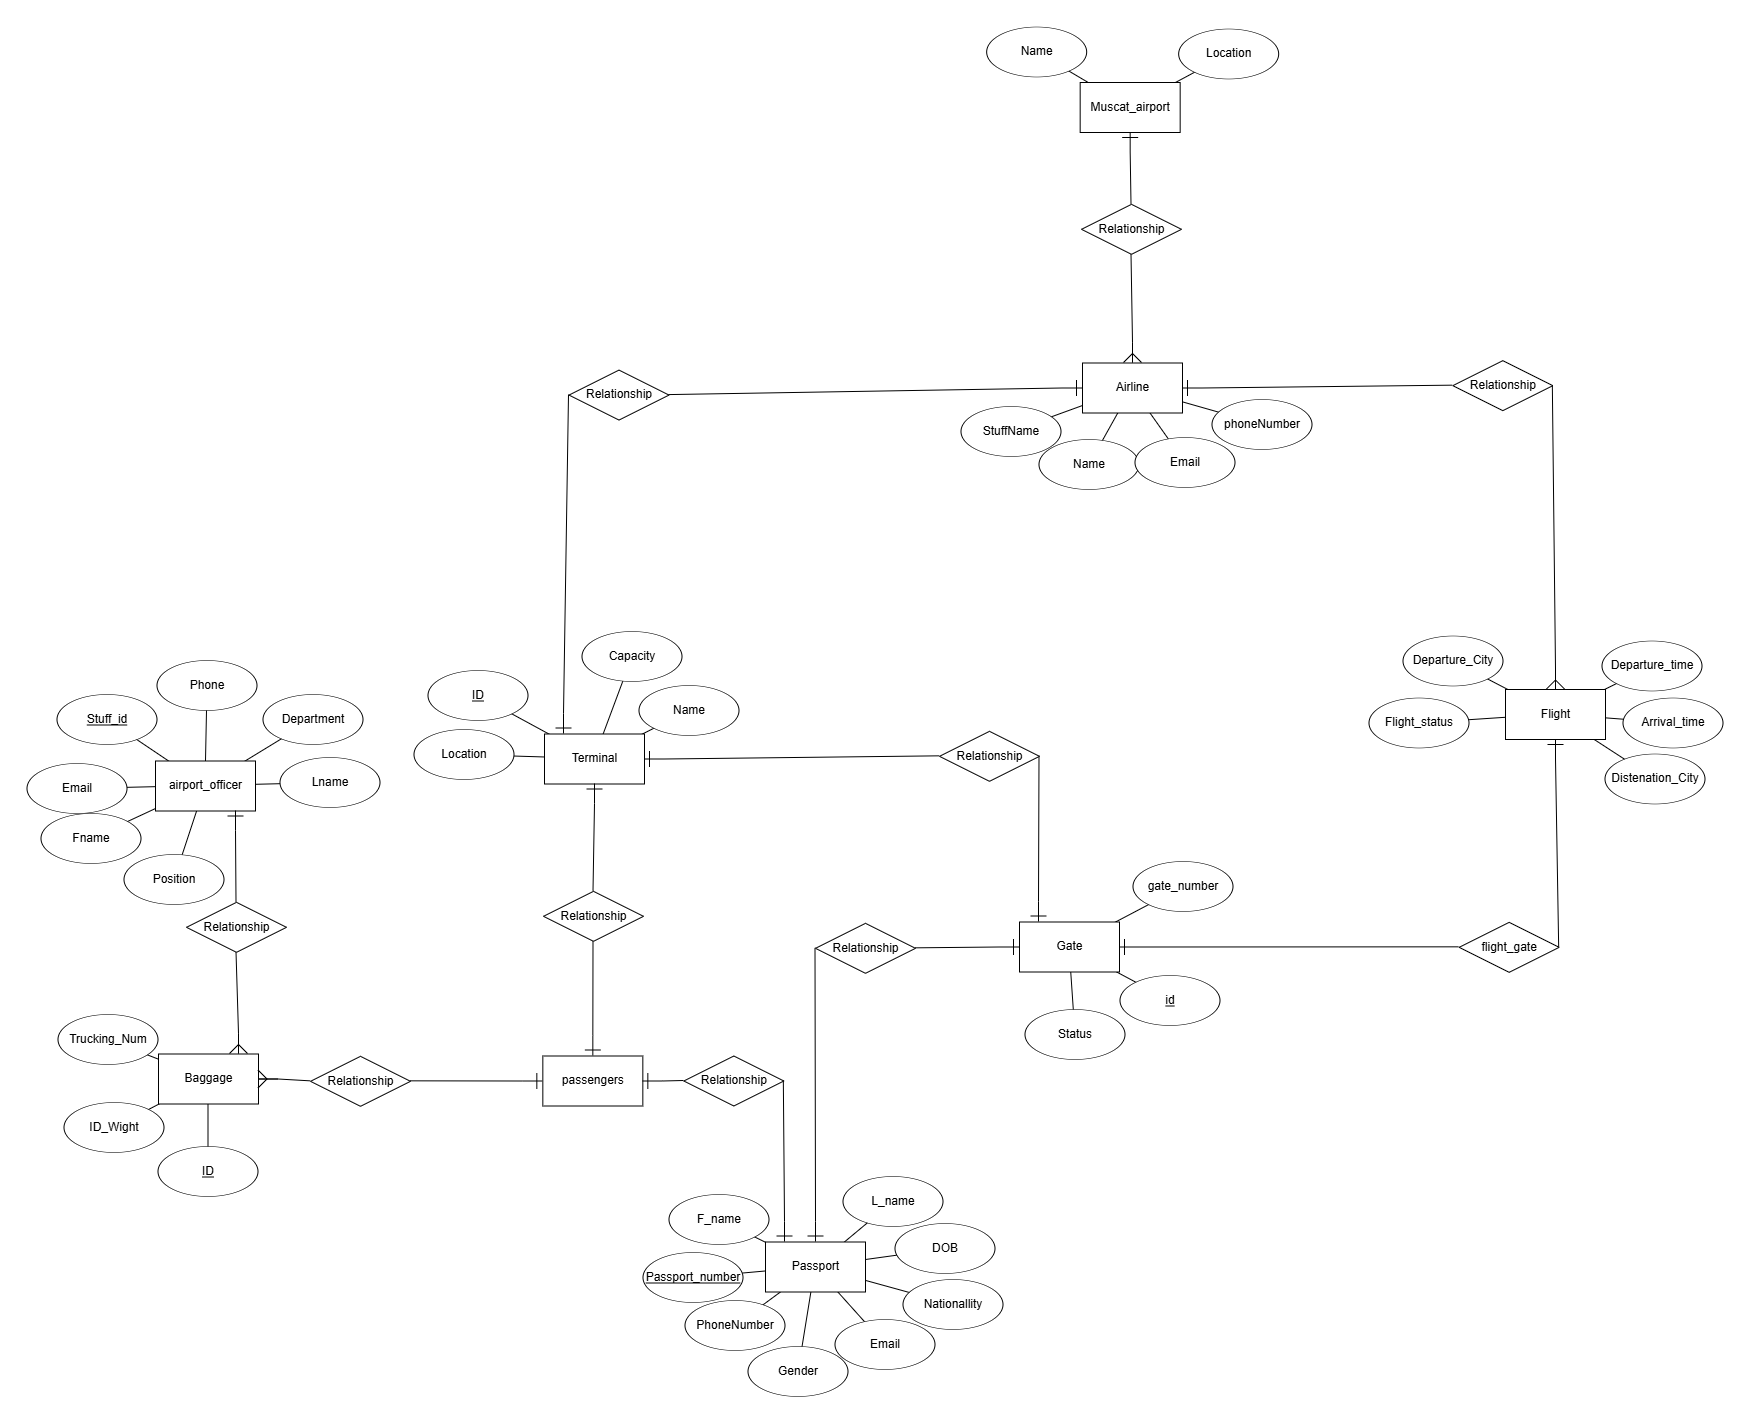 Name
Location
Muscat_airport
Relationship
Relationship
Airline
Relationship
StuffName
Name
Email
phoneNumber
Capacity
ID
Name
Location
Terminal
Relationship
Departure_City
Departure_time
Flight_status
Flight
Arrival_time
Distenation_City
Phone
Stuff_id
Department
Email
airport_officer
Lname
Fname
Position
Relationship
Relationship
gate_number
Relationship
Gate
flight_gate
id
Status
Trucking_Num
Baggage
Relationship
passengers
Relationship
ID_Wight
ID
F_name
L_name
DOB
Passport_number
Passport
Nationallity
PhoneNumber
Email
Gender